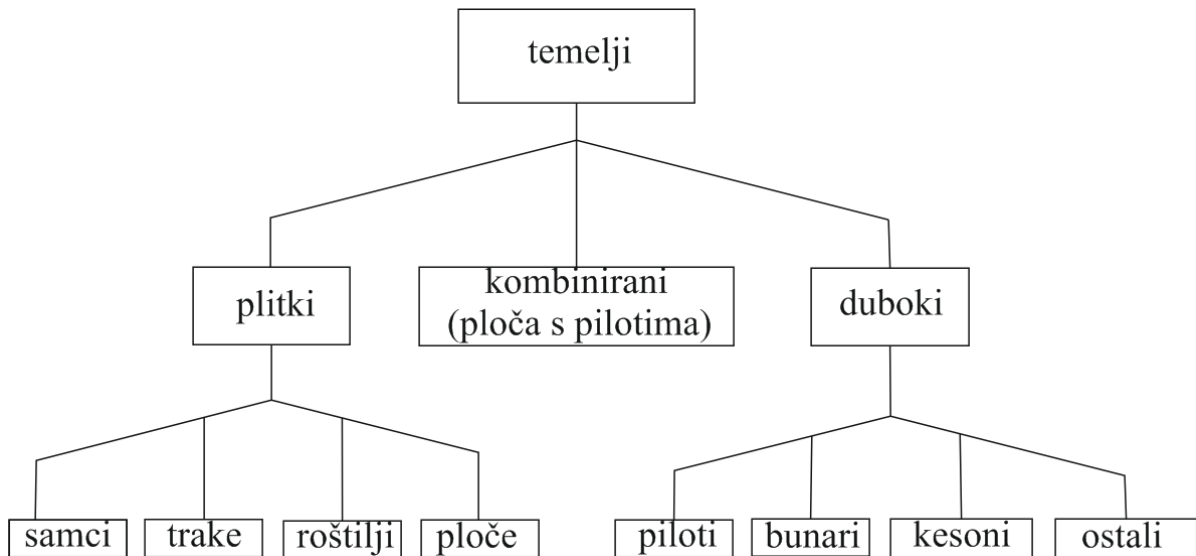 temelji
plitki
kombinirani
(ploča s pilotima)
duboki
samci
trake
roštilji
ploče
piloti
bunari
kesoni
ostali